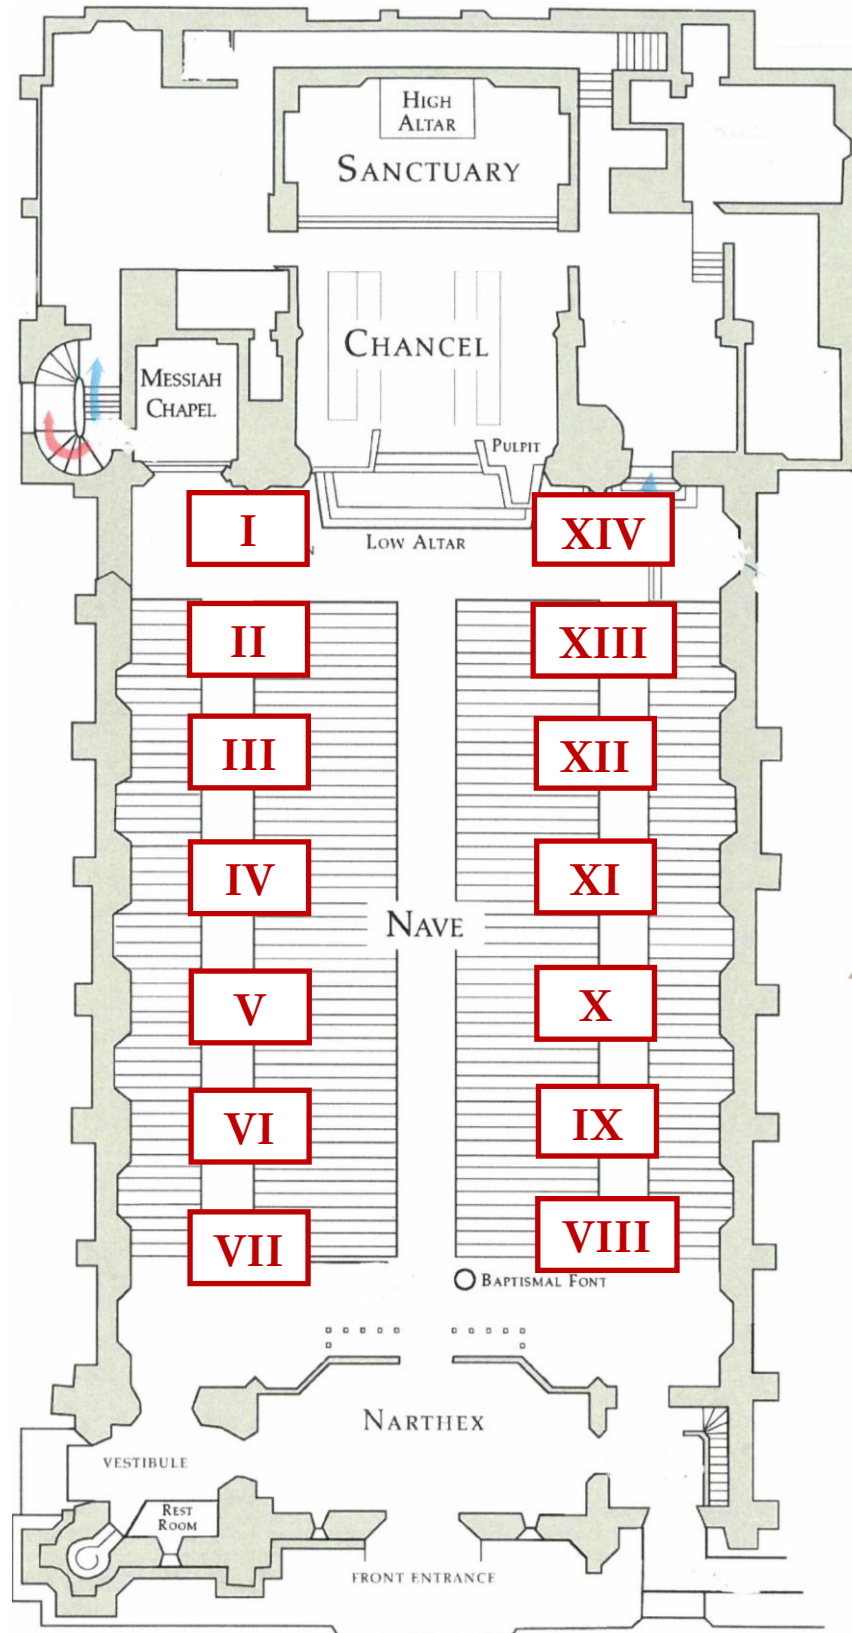 HIGH
ALTAR
SANCTUARY
CHANCEL
MESSIAH
CHAPEL
PULPIT
I
XIV
LOW ALTAR
II
XIII
III
XII
IV
XI
NAVE
V
X
VI
IX
VII
VIII
BAPTISMAL FONT
NARTHEX
VESTIBULE
REST
ROOM
FRONT ENTRANCE